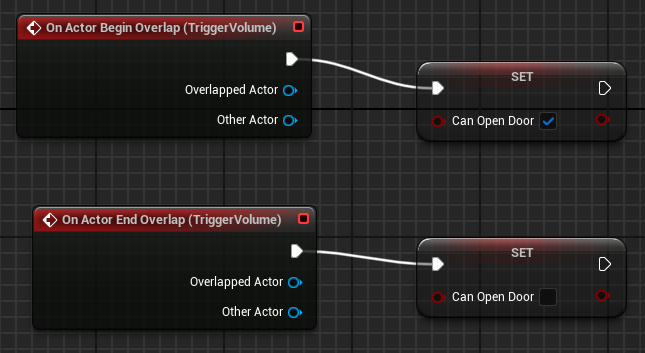 On Actor Begin Overlap (TriggerVolume)
Overlapped Actor
Other Actor
SET
Can Open Door
On Actor End Overlap (TriggerVolume)
Overlapped Actor
Other Actor
SET
Can Open Door